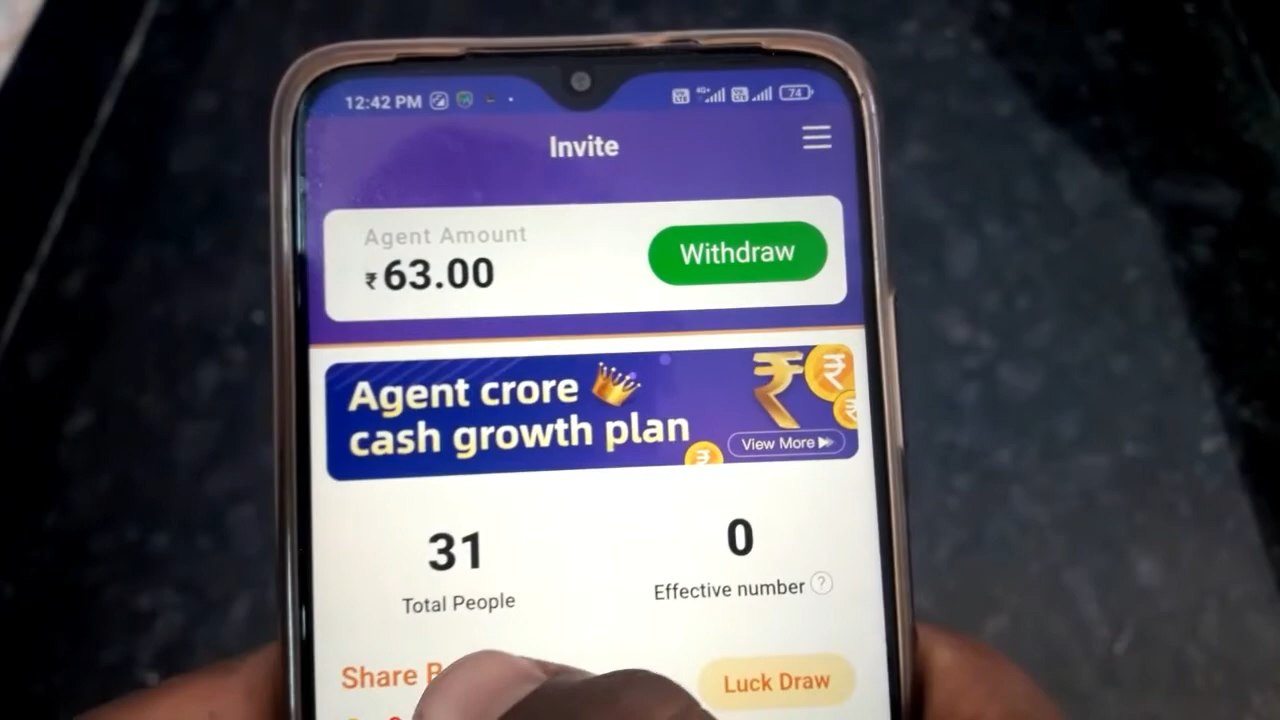 12:42 PM
74
Invite
Agent Amount
₹63.00
Withdraw
Agent crore
cash growth plan
View More
31
0
Total People
Effective number ?
Share
Luck Draw